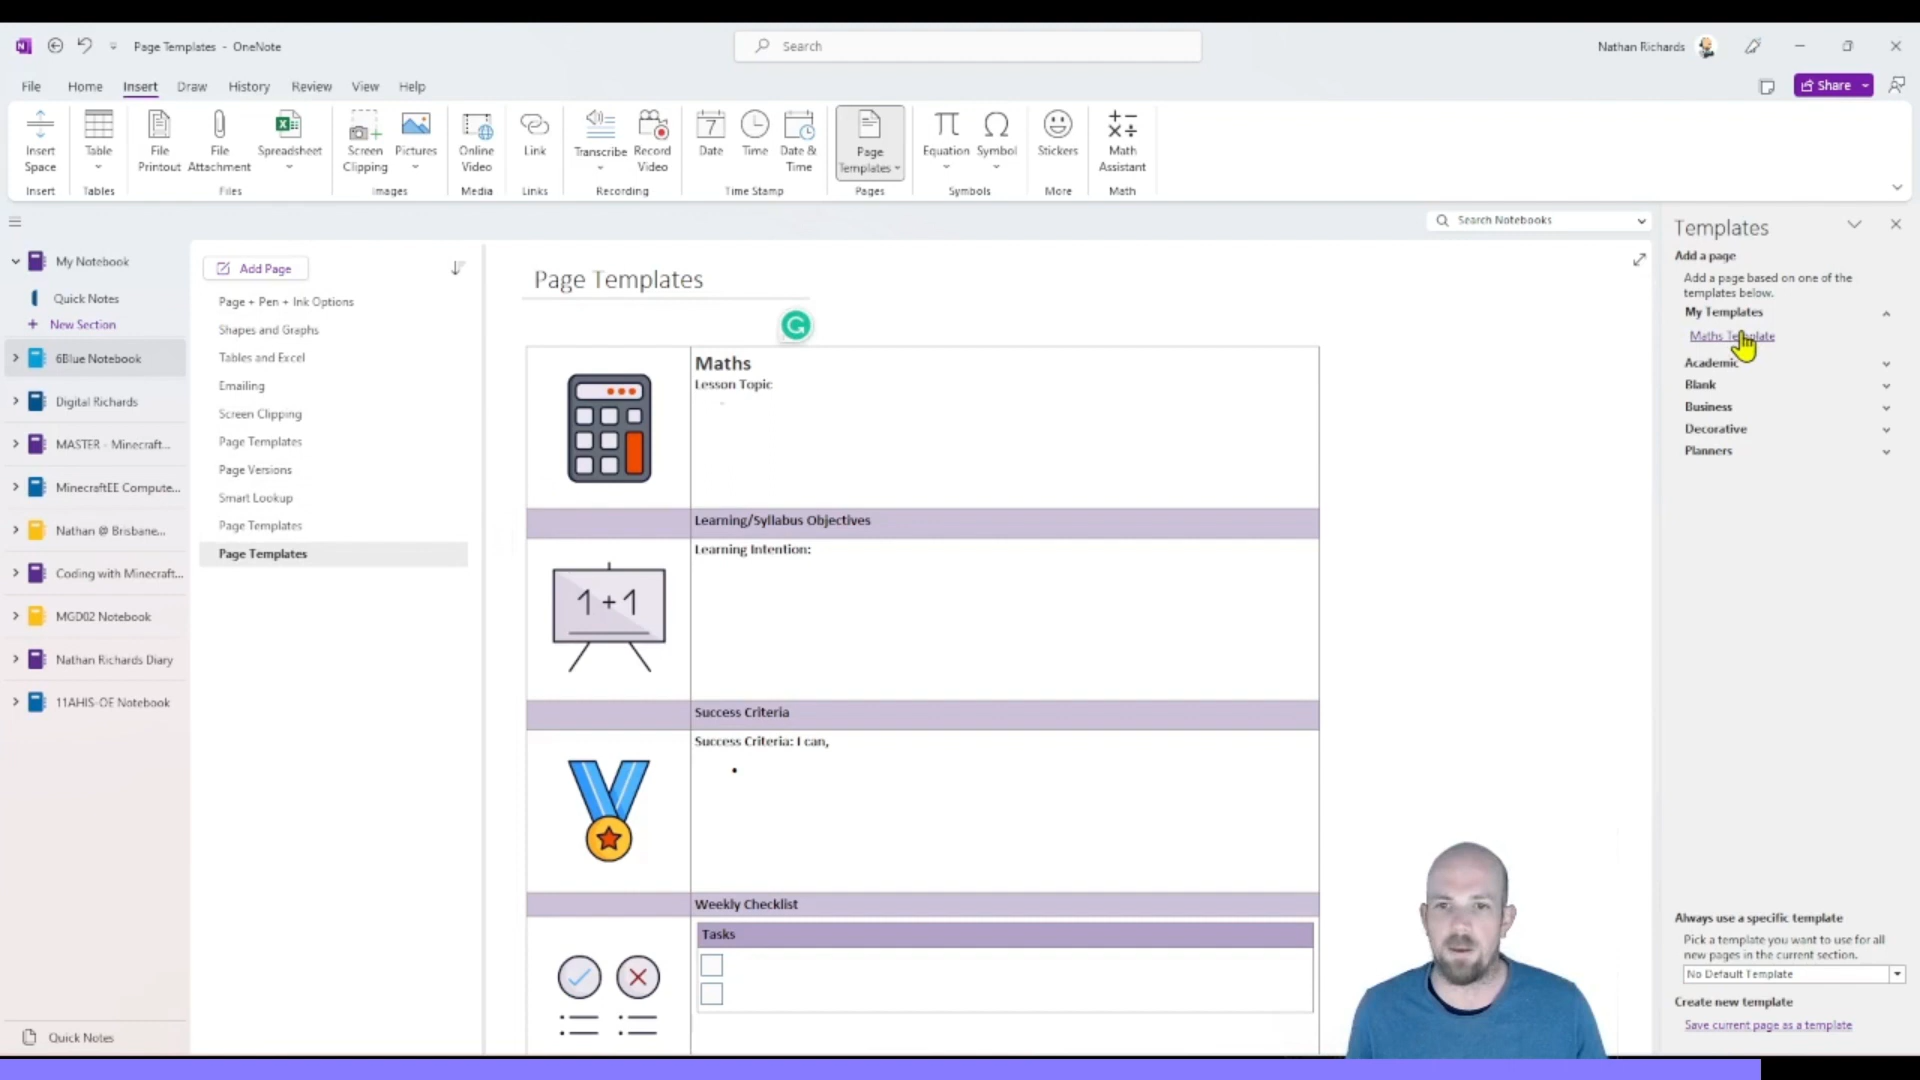 Page Templates - OneNote
Search
Nathan Richards
File Home Insert Draw History Review View Help
Share
Insert Space
Table
File Printout
File Attachment
Spreadsheet
Screen Clipping
Pictures
Online Video
Link
Transcribe
Record Video
7
Date
Time
Date & Time
Page Templates
Equation
Symbol
Stickers
Math Assistant
Insert Tables Files Images Media Links Recording Time Stamp Pages Symbols More Math
Search Notebooks
My Notebook
Quick Notes
+ New Section
6Blue Notebook
Digital Richards
MASTER - Minecraft...
MinecraftEE Compute...
Nathan @ Brisbane...
Coding with Minecraft...
MGD02 Notebook
Nathan Richards Diary
11AHIS-OE Notebook
Quick Notes
Add Page
Page + Pen + Ink Options
Shapes and Graphs
Tables and Excel
Emailing
Screen Clipping
Page Templates
Page Versions
Smart Lookup
Page Templates
Page Templates
Page Templates
Maths
Lesson Topic
Learning/Syllabus Objectives
Learning Intention:
1+1
Success Criteria
Success Criteria: I can,
•
Weekly Checklist
Tasks
Templates
Add a page
Add a page based on one of the
templates below.
My Templates
Maths Template
Academic
Blank
Business
Decorative
Planners
Always use a specific template
Pick a template you want to use for all
new pages in the current section.
No Default Template
Create new template
Save current page as a template